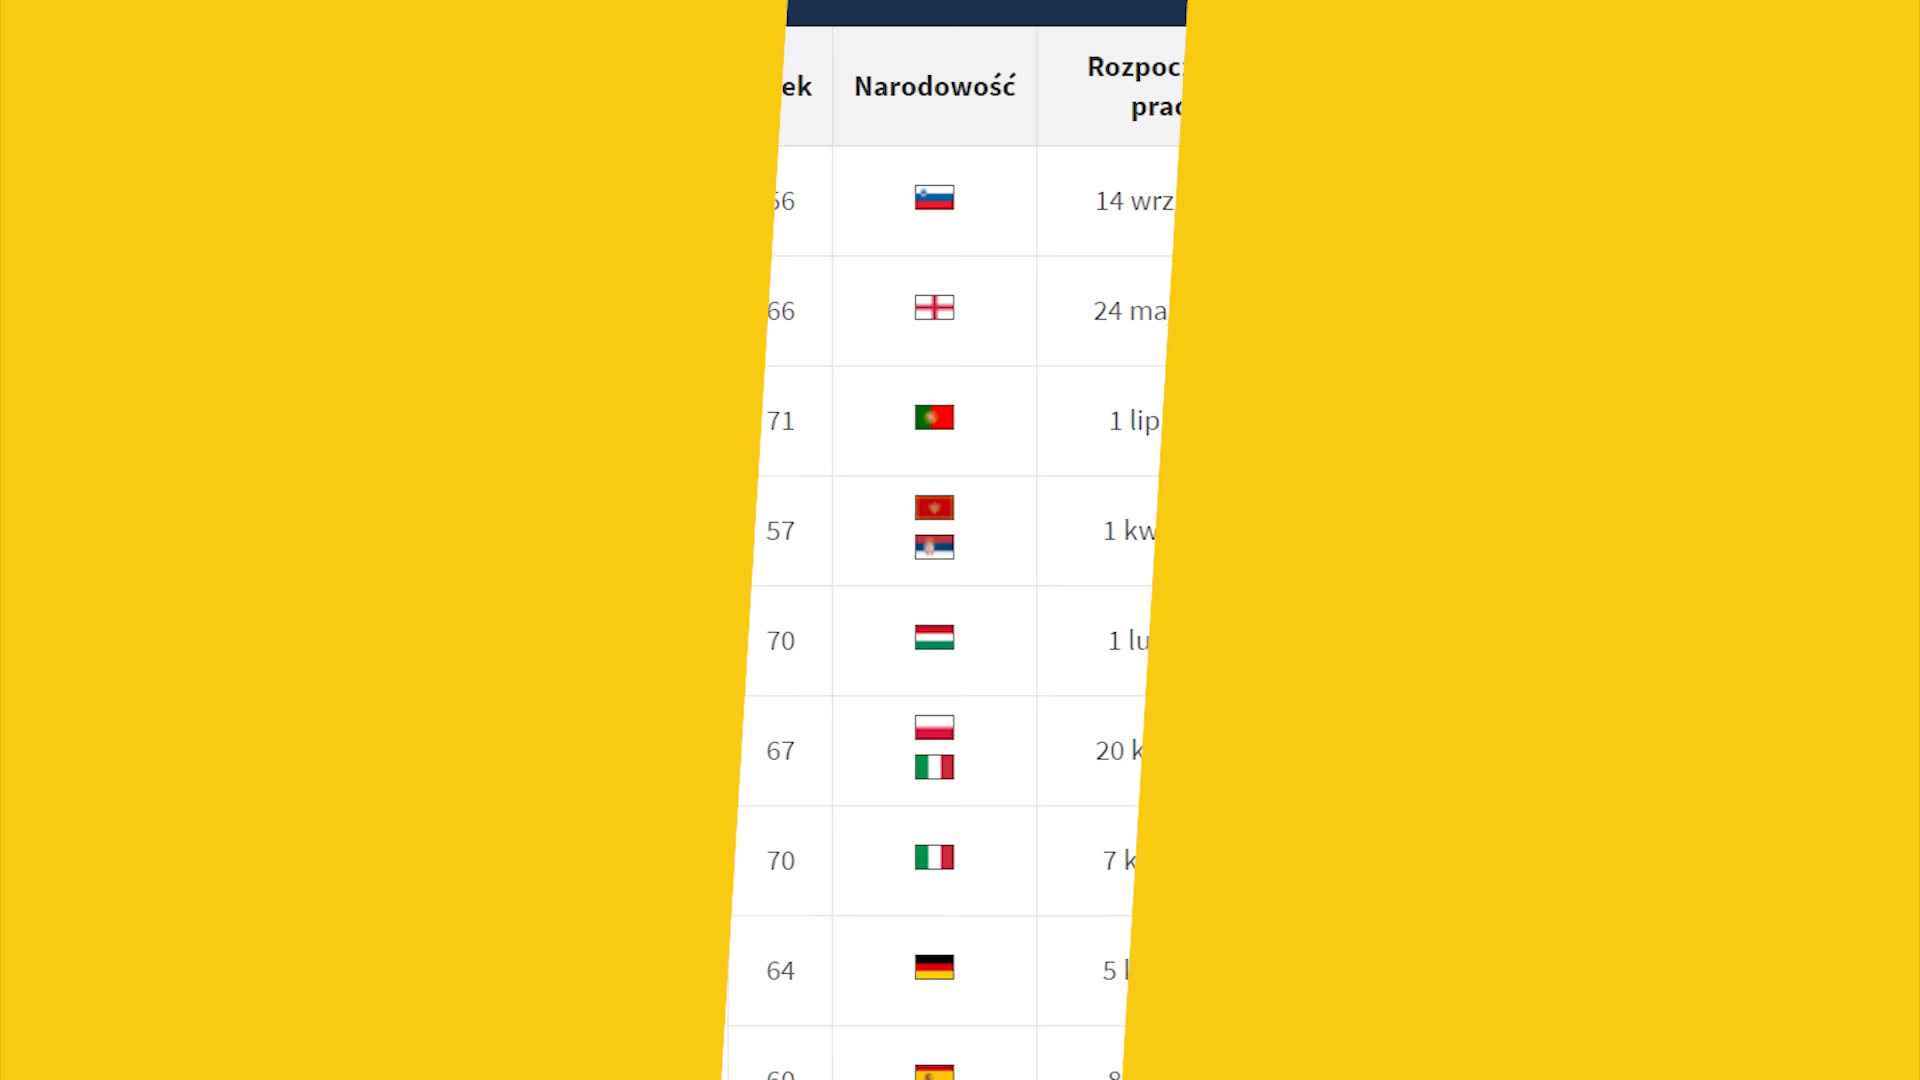 ek Narodowość Rozpoc
prac
56 14 wrz
66 24 ma
71 1 lip
57 1 kw
70 1 lu
67 20 k
70 7 k
64 5